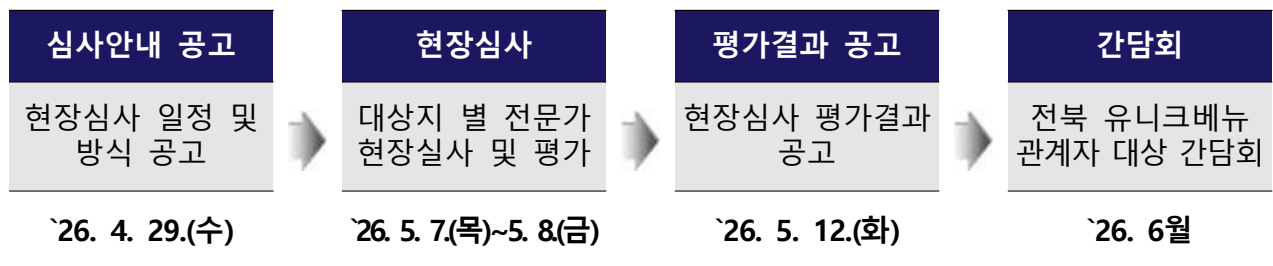 심사안내 공고
현장심사 일정 및
방식 공고
`26. 4. 29.(수)
현장심사
대상지 별 전문가
현장실사 및 평가
`26. 5. 7.(목)~5. 8.(금)
평가결과 공고
현장심사 평가결과
공고
`26. 5. 12.(화)
간담회
전북 유니크베뉴
관계자 대상 간담회
`26. 6월